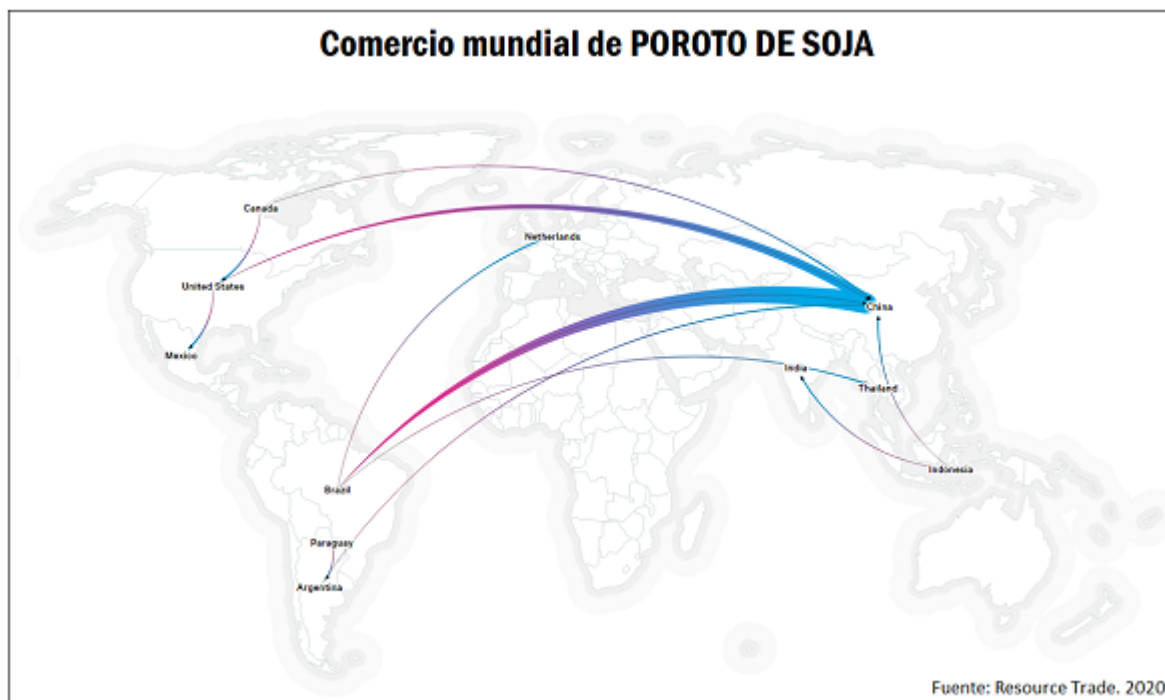 Comercio mundial de POROTO DE SOJA
Canada
Netherlands
United States
China
Mexico
India
Thailand
Indonesia
Brazil
Paraguay
Argentina
Fuente: Resource Trade. 2020